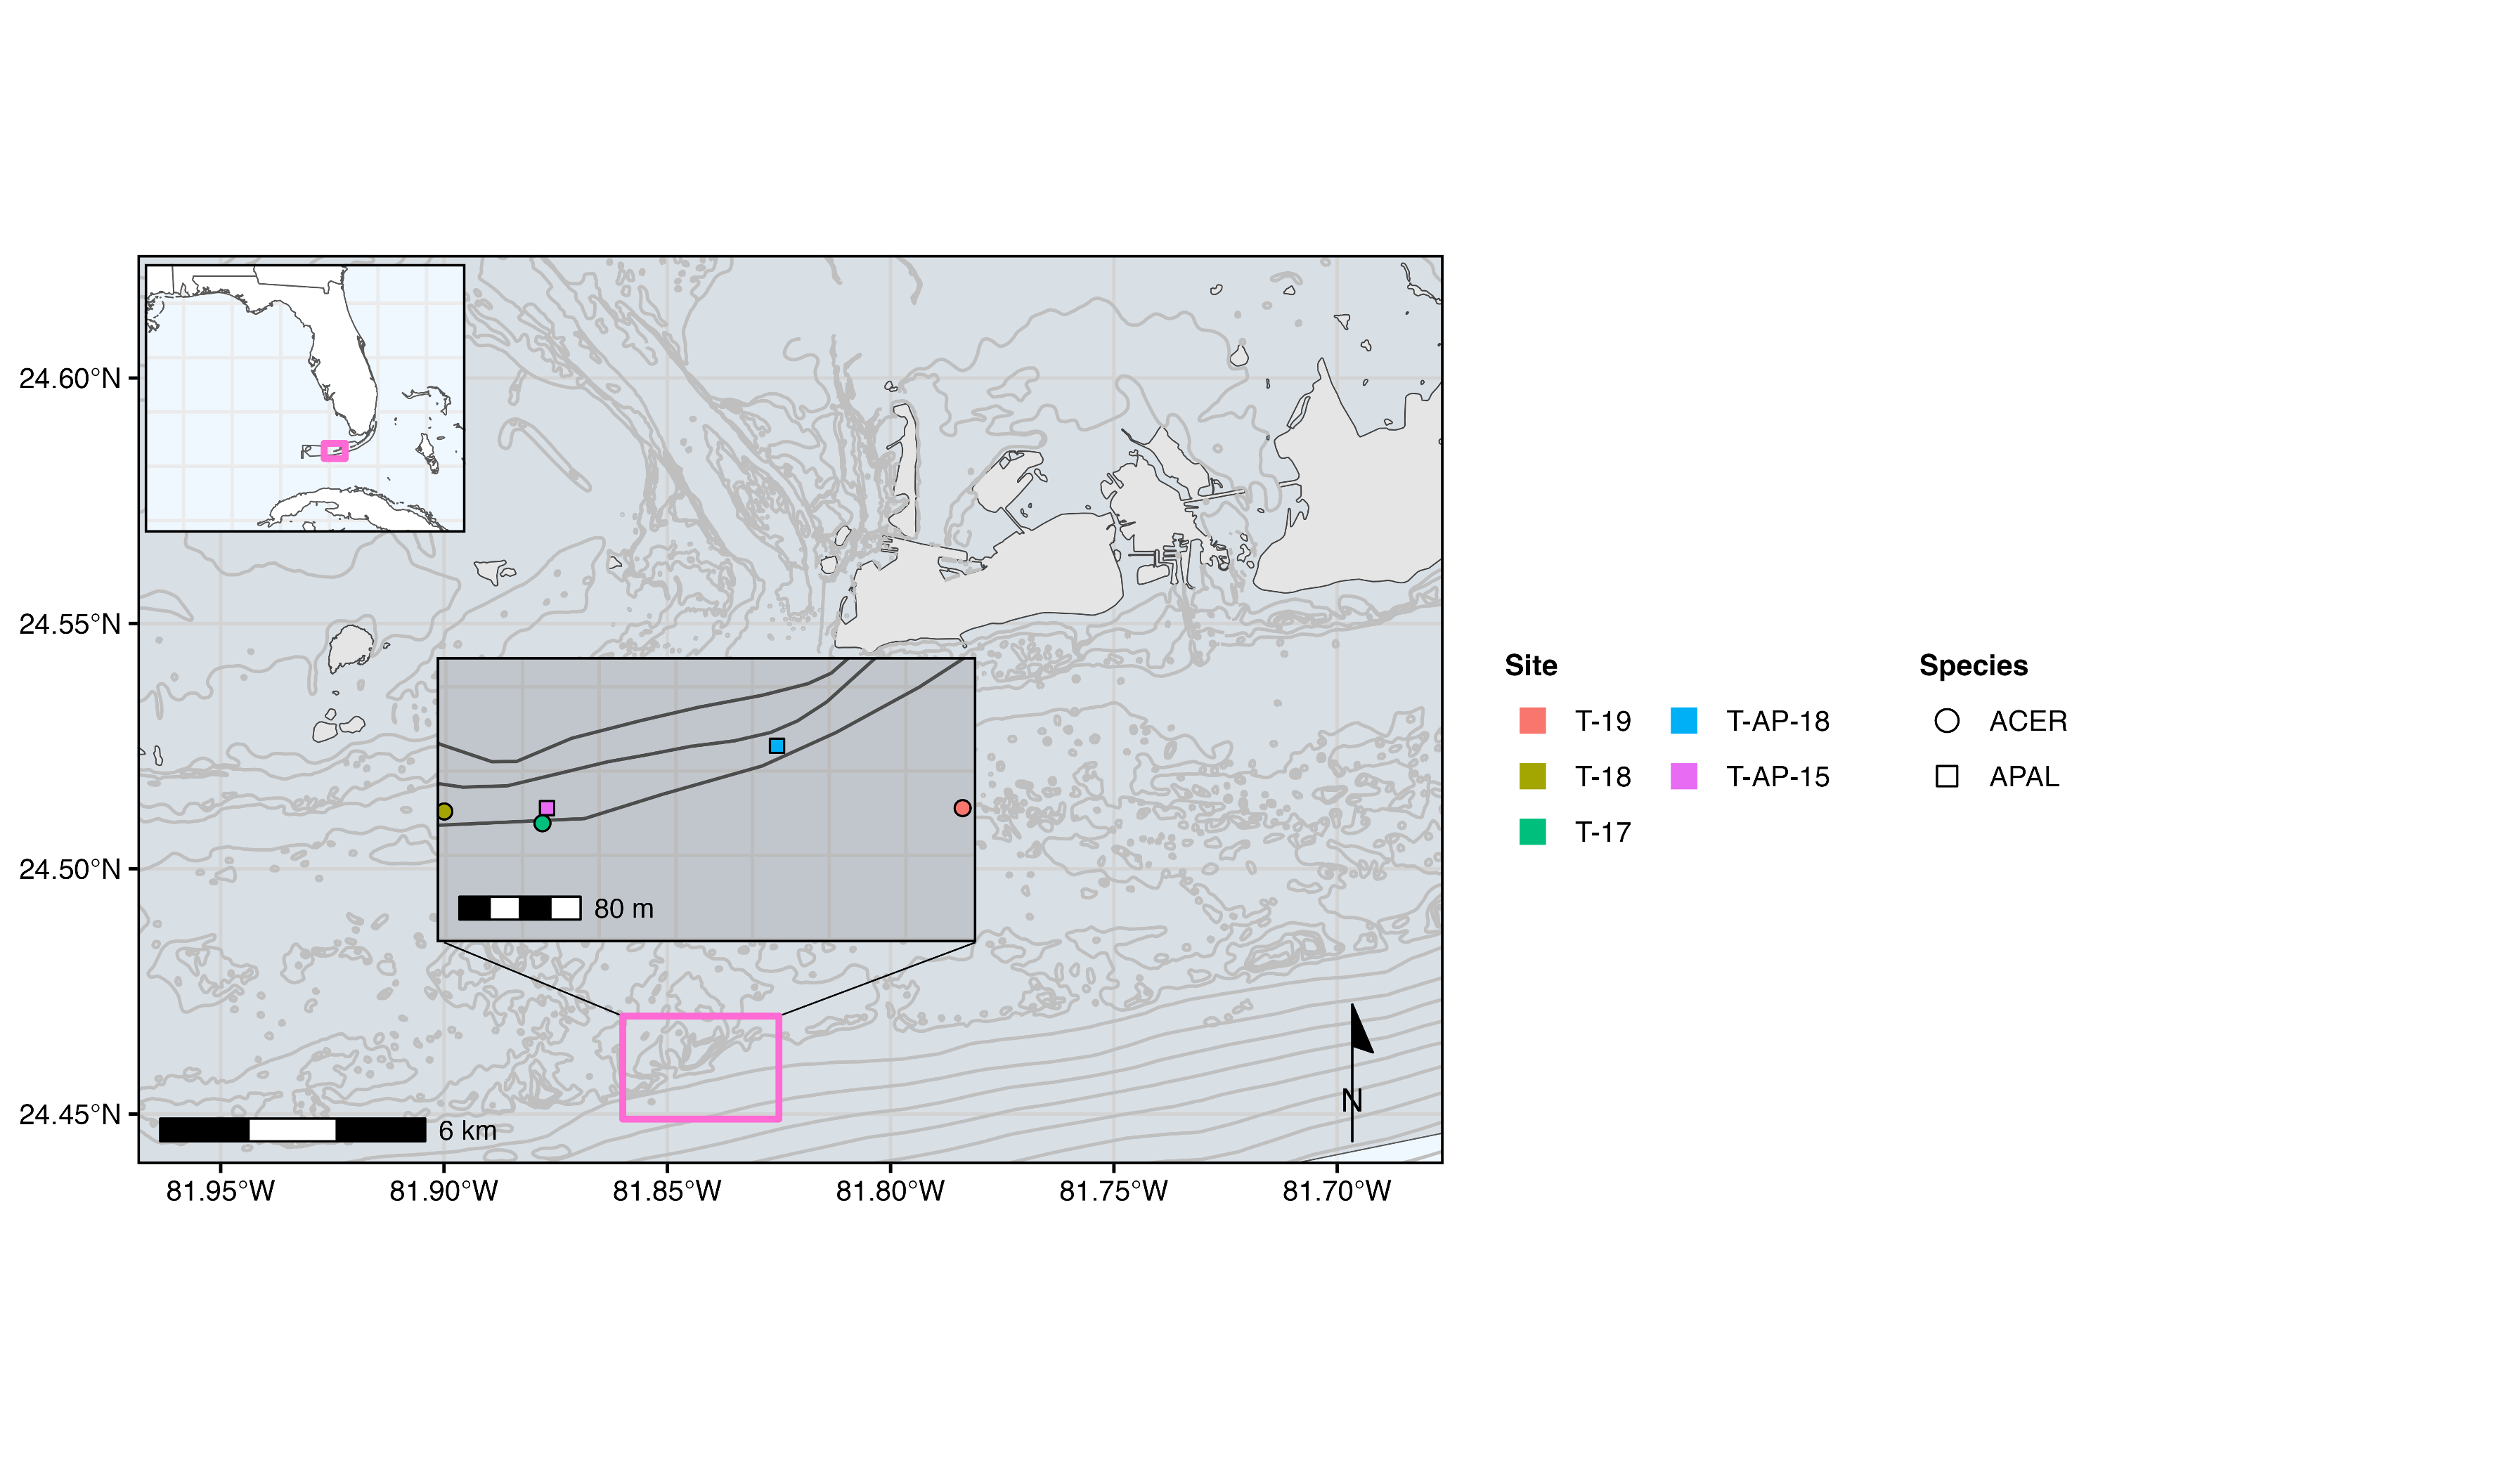 24.60°N
24.55°N
24.50°N
24.45°N
80 m
6 km
N
81.95°W 81.90°W 81.85°W 81.80°W 81.75°W 81.70°W
Site
T-19 T-AP-18
T-18 T-AP-15
T-17
Species
ACER
APAL